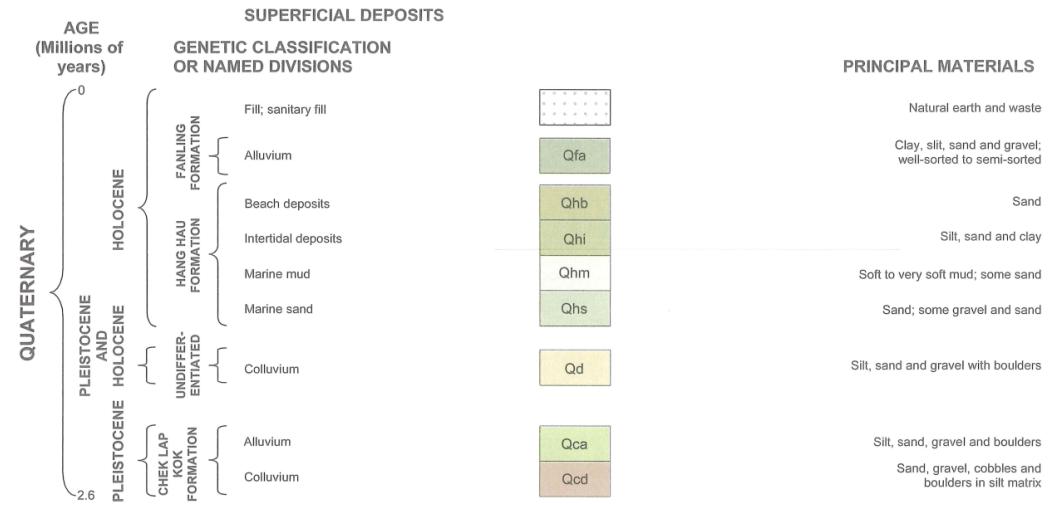 SUPERFICIAL DEPOSITS
AGE
(Millions of
years)
GENETIC CLASSIFICATION
OR NAMED DIVISIONS
PRINCIPAL MATERIALS
0
QUATERNARY
HOLOCENE
Fill; sanitary fill
Natural earth and waste
FANLING
FORMATION
Alluvium
Qfa
Clay, slit, sand and gravel;
well-sorted to semi-sorted
HANG HAU
FORMATION
Beach deposits
Qhb
Sand
Intertidal deposits
Qhi
Silt, sand and clay
Marine mud
Qhm
Soft to very soft mud; some sand
Marine sand
Qhs
Sand; some gravel and sand
PLEISTOCENE
AND
HOLOCENE
UNDIFFER-
ENTIATED
Colluvium
Qd
Silt, sand and gravel with boulders
PLEISTOCENE
CHEK LAP
KOK
FORMATION
Alluvium
Qca
Silt, sand, gravel and boulders
Colluvium
Qcd
Sand, gravel, cobbles and
boulders in silt matrix
2.6